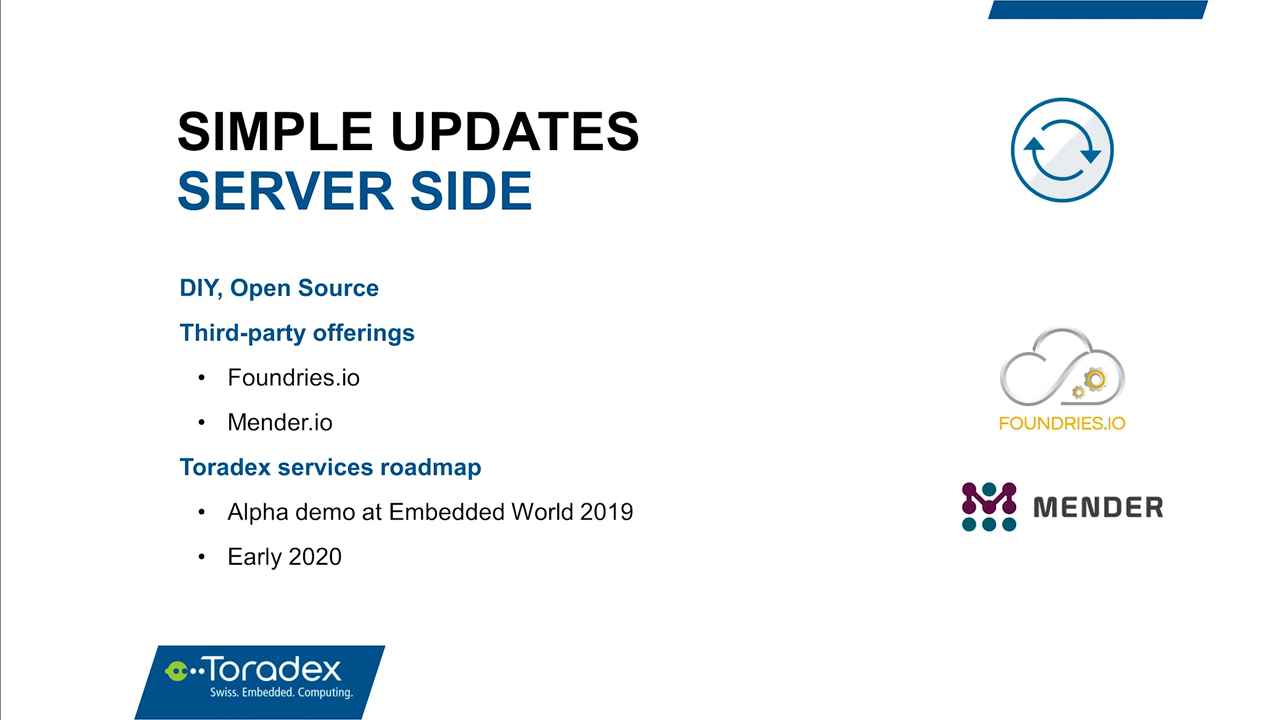 SIMPLE UPDATES
SERVER SIDE
DIY, Open Source
Third-party offerings
• Foundries.io
• Mender.io
Toradex services roadmap
• Alpha demo at Embedded World 2019
• Early 2020
FOUNDRIES.IO
MENDER
Toradex
Swiss. Embedded. Computing.